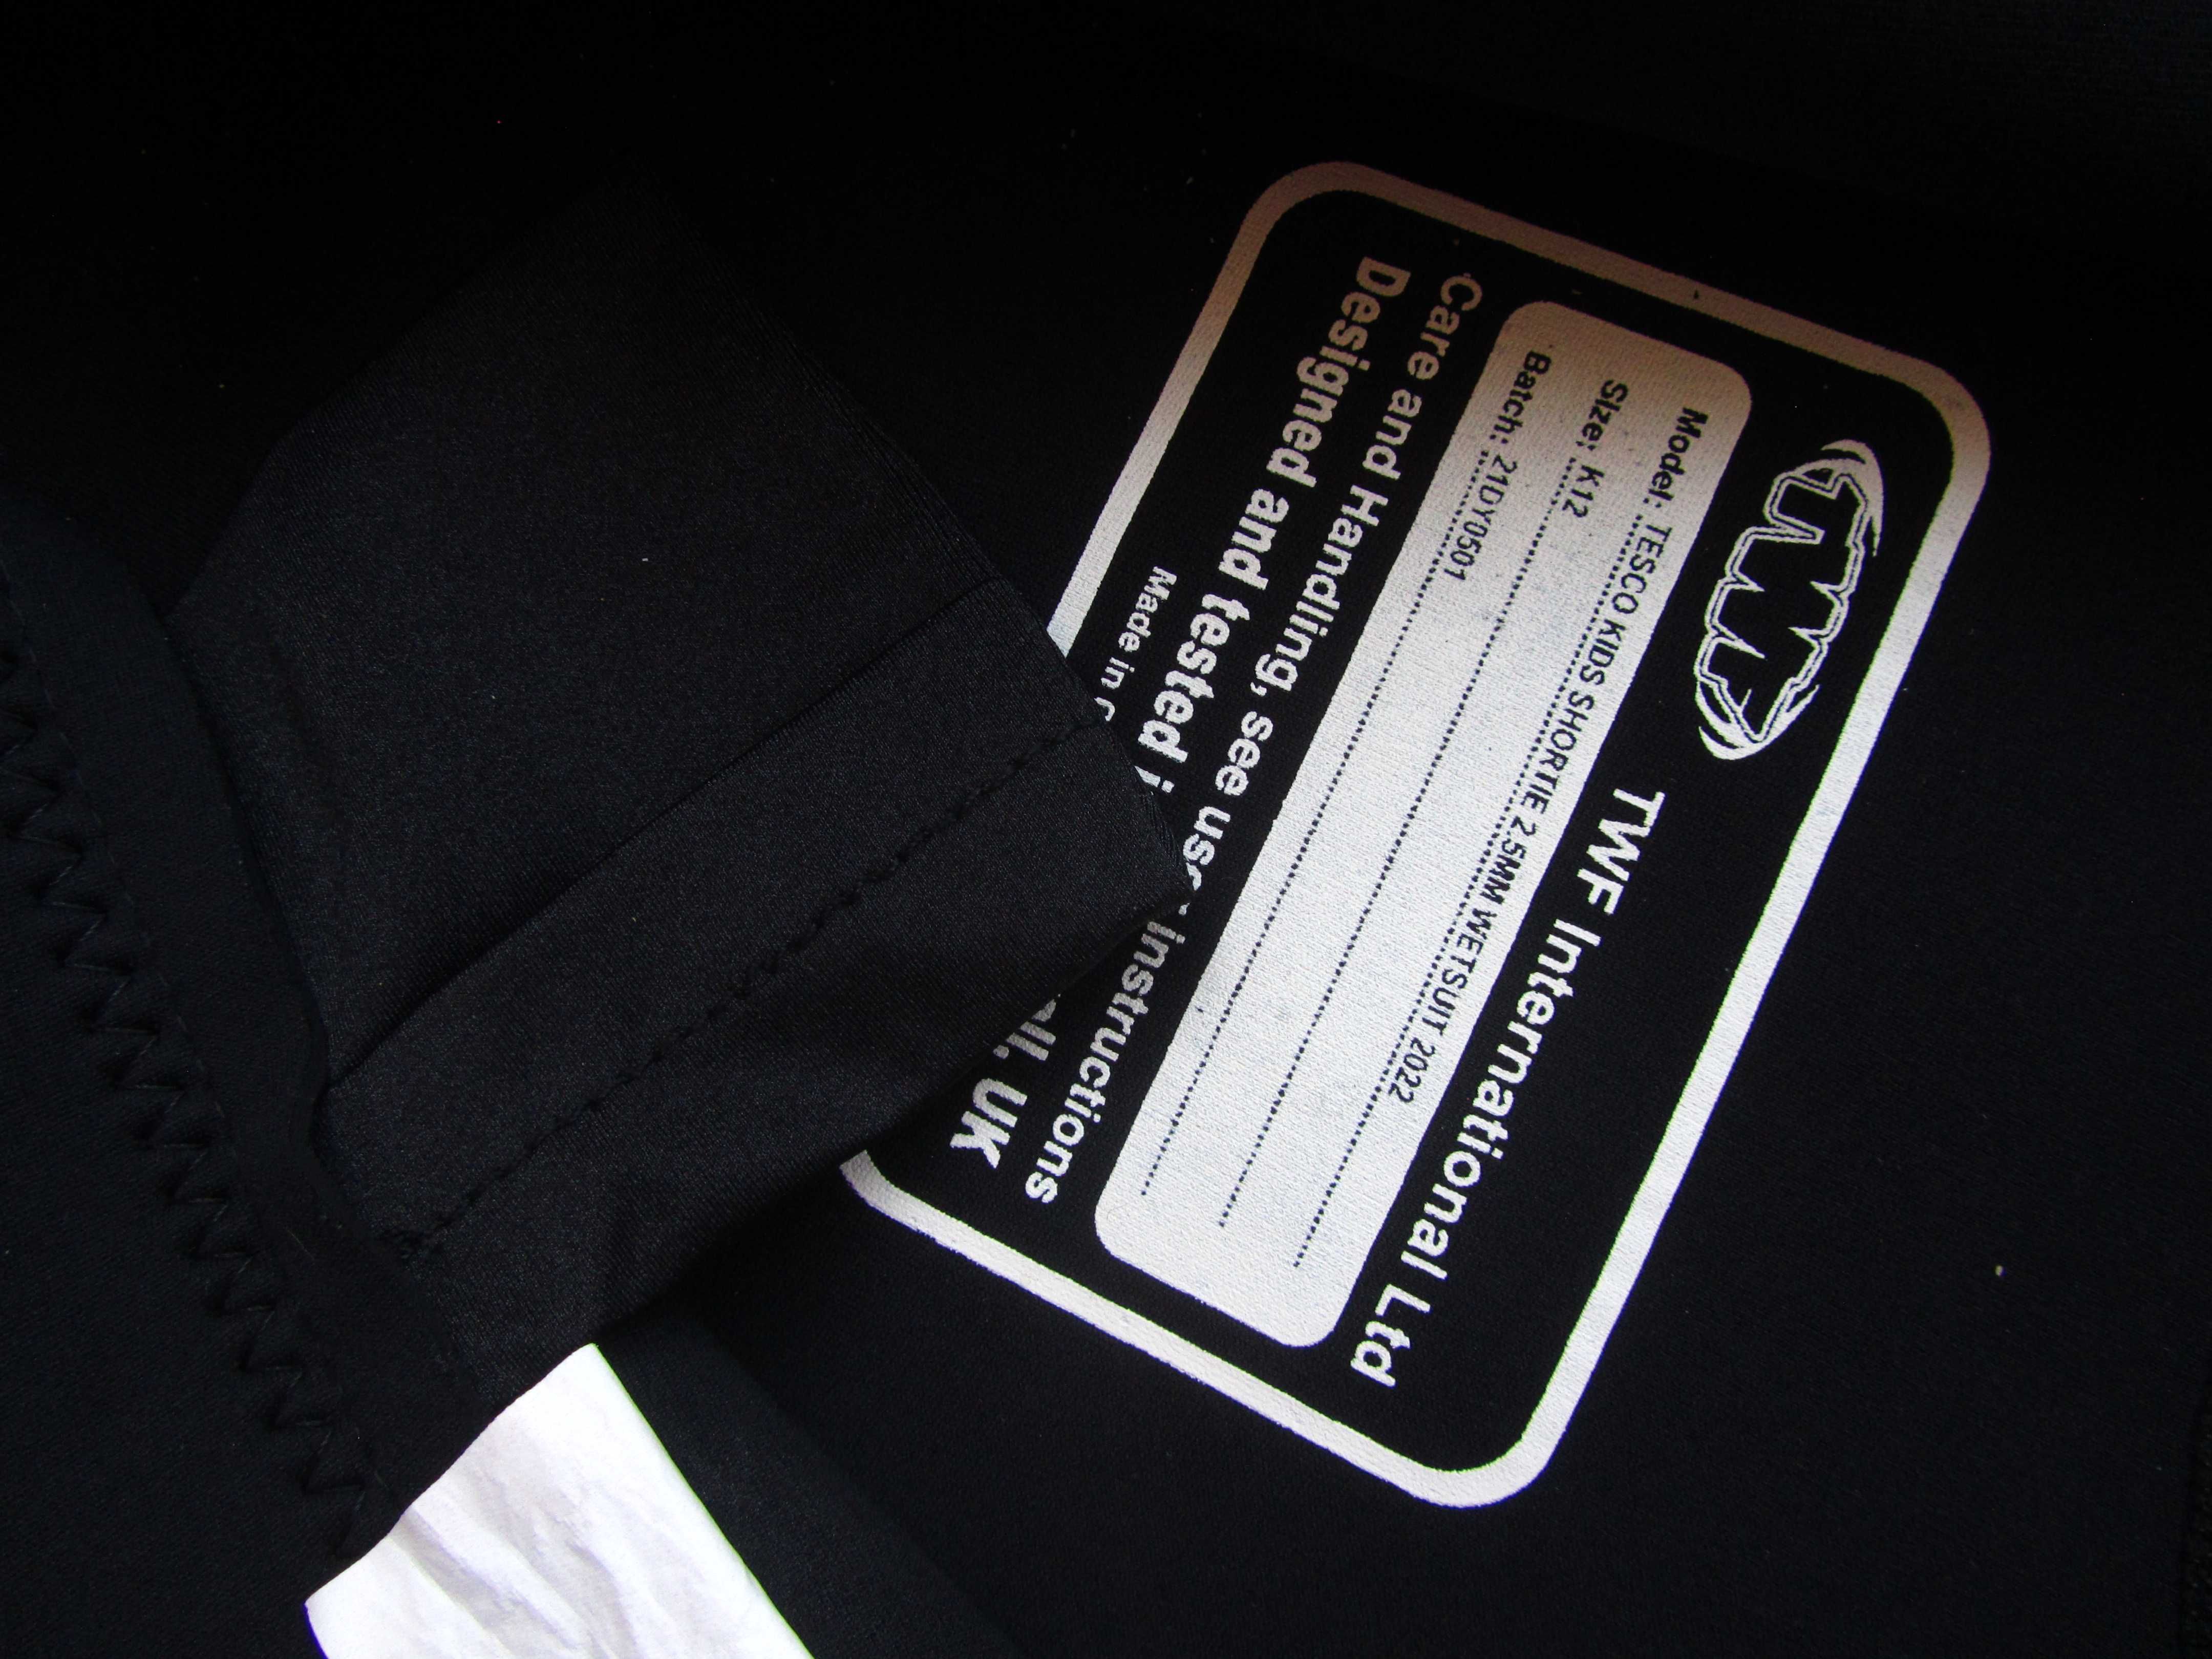 TWF
TWF International Ltd
Model: TESCO KIDS SHORTIE 2.5MM WETSUIT 2022
Size: K12
Batch: 21DY0501
Care and Handling, see user instructions
Designed and tested UK
Made in